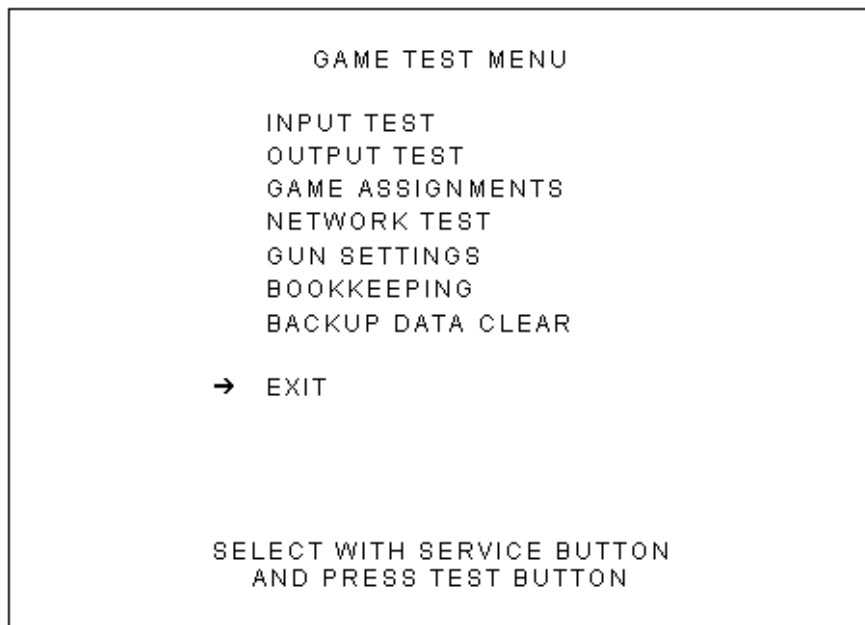 GAME TEST MENU
INPUT TEST
OUTPUT TEST
GAME ASSIGNMENTS
NETWORK TEST
GUN SETTINGS
BOOKKEEPING
BACKUP DATA CLEAR
➔ EXIT
SELECT WITH SERVICE BUTTON
AND PRESS TEST BUTTON